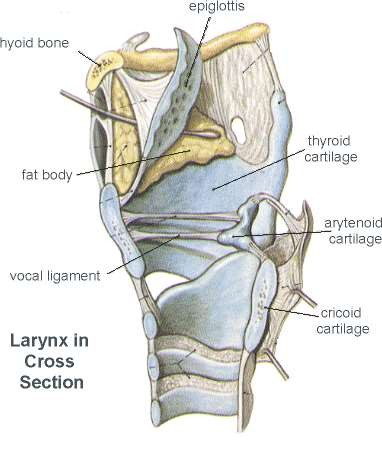 epiglottis
hyoid bone
thyroid
cartilage
fat body
arytenoid
cartilage
vocal ligament
cricoid
cartilage
Larynx in
Cross
Section